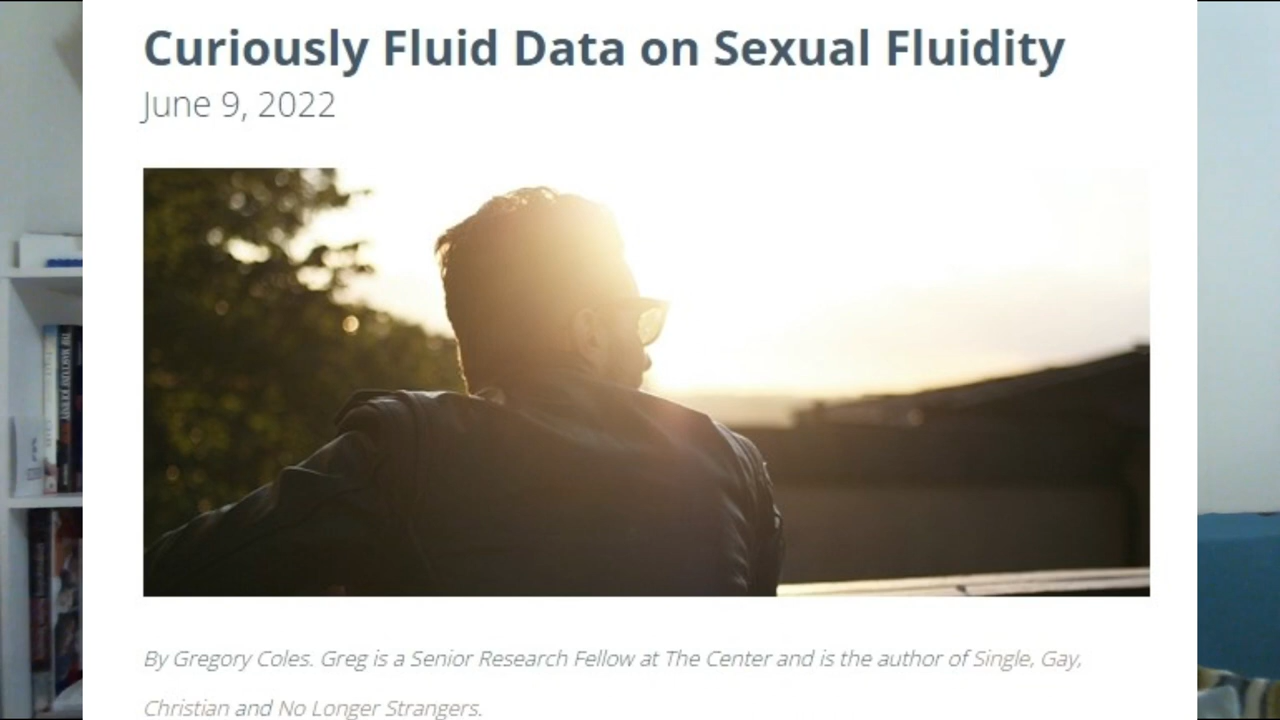 Curiously Fluid Data on Sexual Fluidity
June 9, 2022
By Gregory Coles. Greg is a Senior Research Fellow at The Center and is the author of Single, Gay,
Christian and No Longer Strangers.